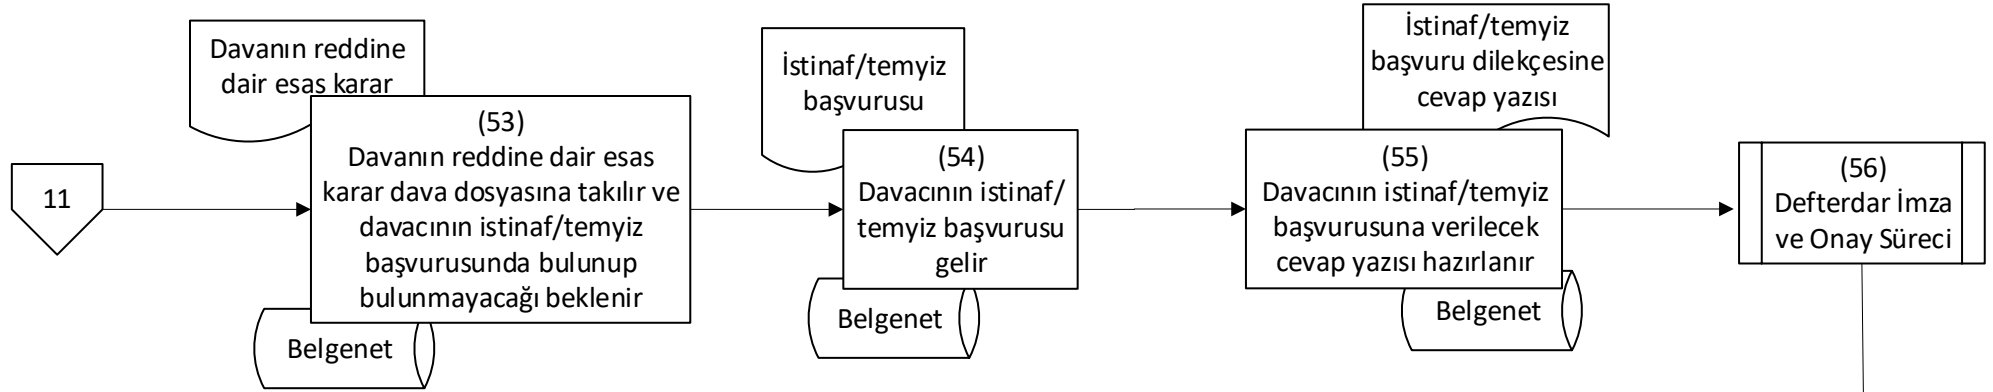 11
Davanın reddine
dair esas karar
(53)
Davanın reddine dair esas
karar dava dosyasına takılır ve
davacının istinaf/temyiz
başvurusunda bulunup
bulunmayacağı beklenir
Belgenet
İstinaf/temyiz
başvurusu
(54)
Davacının istinaf/
temyiz başvurusu
gelir
Belgenet
İstinaf/temyiz
başvuru dilekçesine
cevap yazısı
(55)
Davacının istinaf/temyiz
başvurusuna verilecek
cevap yazısı hazırlanır
Belgenet
(56)
Defterdar İmza
ve Onay Süreci